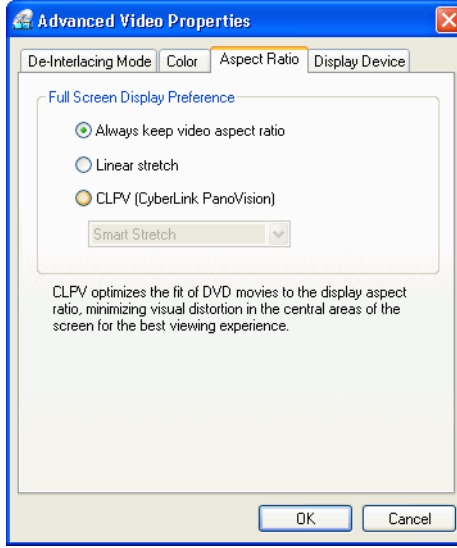 Advanced Video Properties
De-Interlacing Mode Color Aspect Ratio Display Device
Full Screen Display Preference
Always keep video aspect ratio
Linear stretch
CLPV (CyberLink PanoVision)
Smart Stretch
CLPV optimizes the fit of DVD movies to the display aspect
ratio, minimizing visual distortion in the central areas of the
screen for the best viewing experience.
OK Cancel